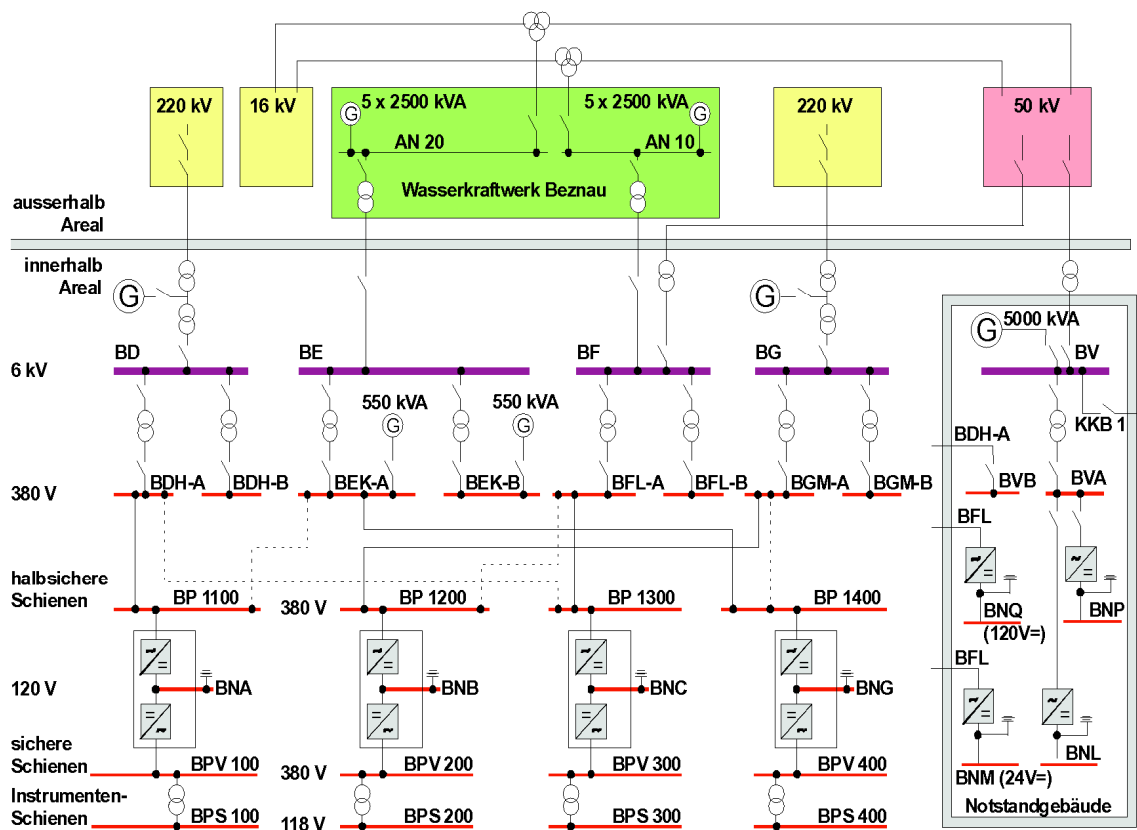 220 kV
16 kV
5 x 2500 kVA
5 x 2500 kVA
220 kV
50 kV
G
G
AN 20
AN 10
Wasserkraftwerk Beznau
ausserhalb
Areal
innerhalb
Areal
G
G
G
5000 kVA
BD
BE
BF
BG
BV
6 kV
550 kVA
550 kVA
G
G
KKB 1
BDH-A
380 V
BDH-A
BDH-B
BEK-A
BEK-B
BFL-A
BFL-B
BGM-A
BGM-B
BVB
BVA
BFL
halbsichere
Schienen
BP 1100
380 V
BP 1200
BP 1300
BP 1400
BNQ
(120V=)
BNP
BFL
120 V
BNA
BNB
BNC
BNG
sichere
Schienen
BPV 100
380 V
BPV 200
BPV 300
BPV 400
BNM (24V=)
BNL
Instrumenten-
Schienen
BPS 100
118 V
BPS 200
BPS 300
BPS 400
Notstandgebäude